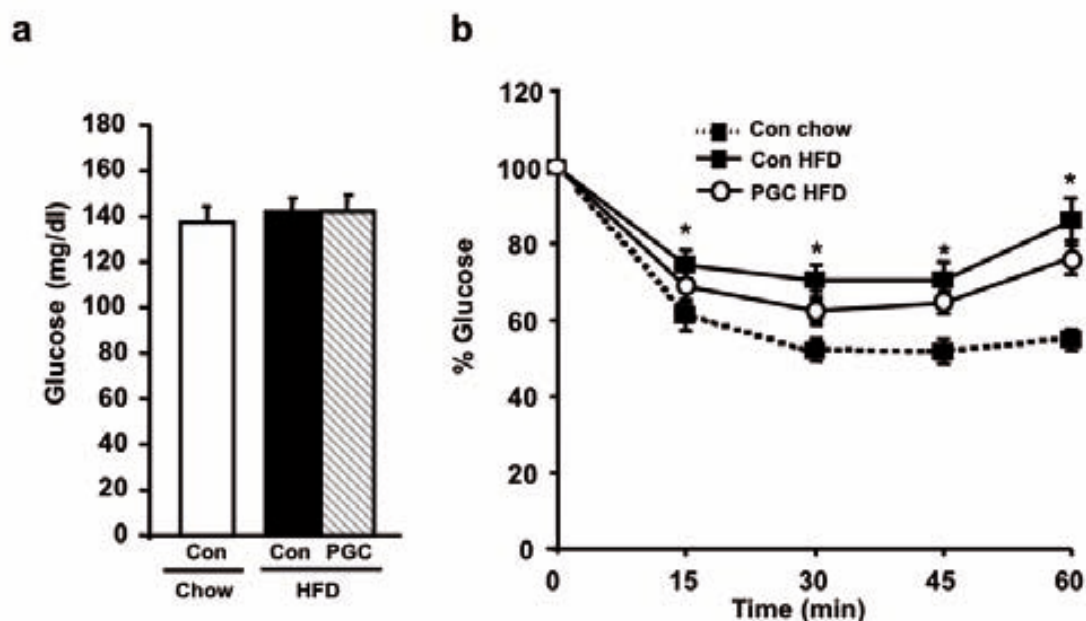 a
180
160
140
120
100
80
60
40
20
0
Glucose (mg/dl)
Con
Con PGC
Chow
HFD
b
120
100
80
60
40
20
0
% Glucose
Con chow
Con HFD
PGC HFD
*
*
*
*
0 15 30 45 60
Time (min)